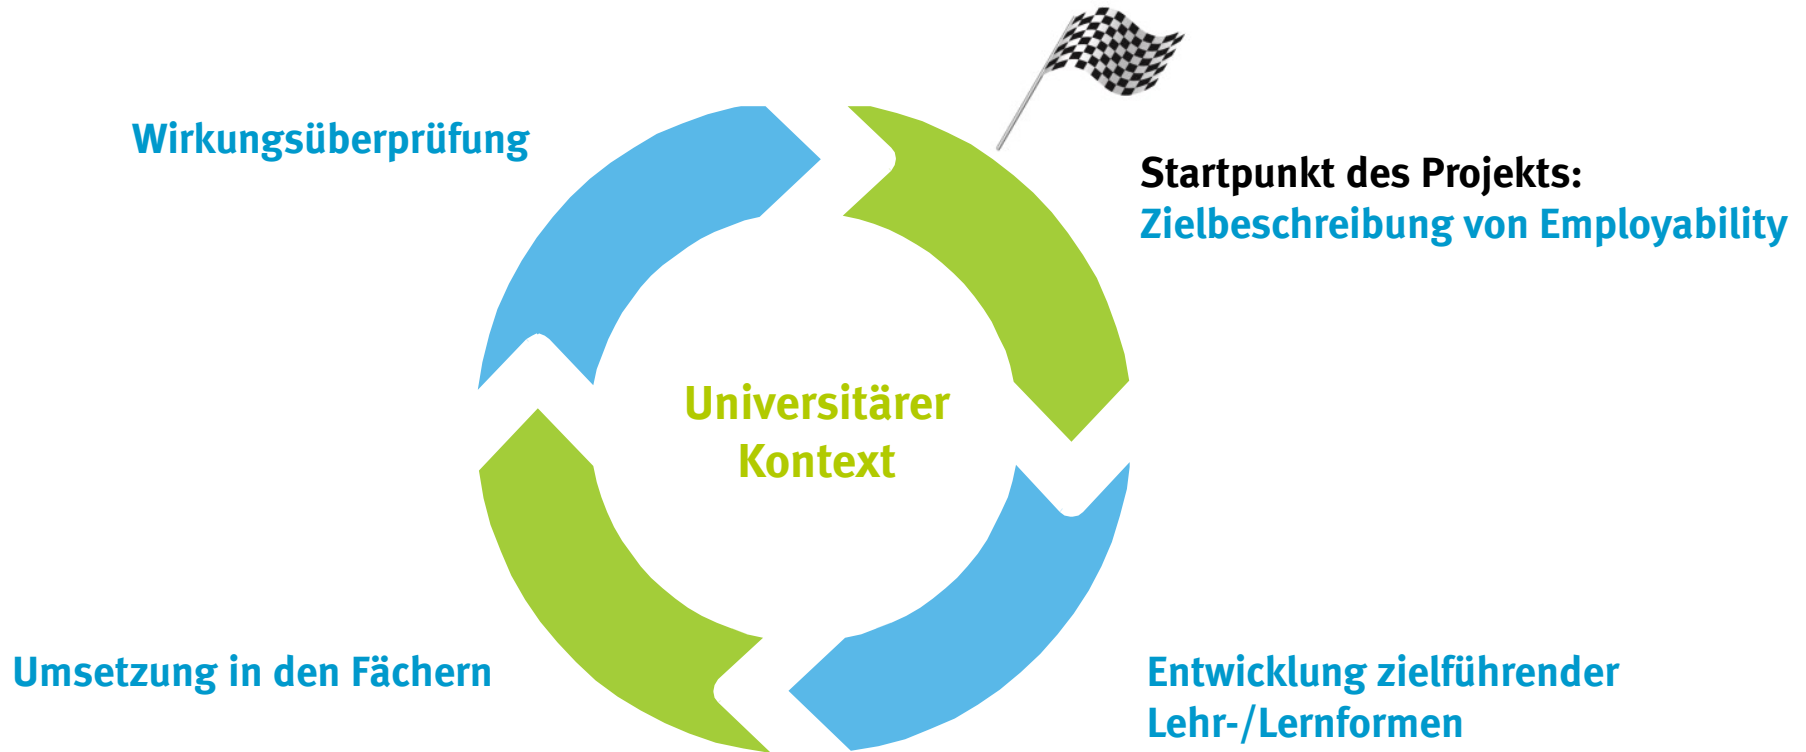 Wirkungsüberprüfung
Startpunkt des Projekts:
Zielbeschreibung von Employability
Universitärer
Kontext
Umsetzung in den Fächern
Entwicklung zielführender
Lehr-/Lernformen